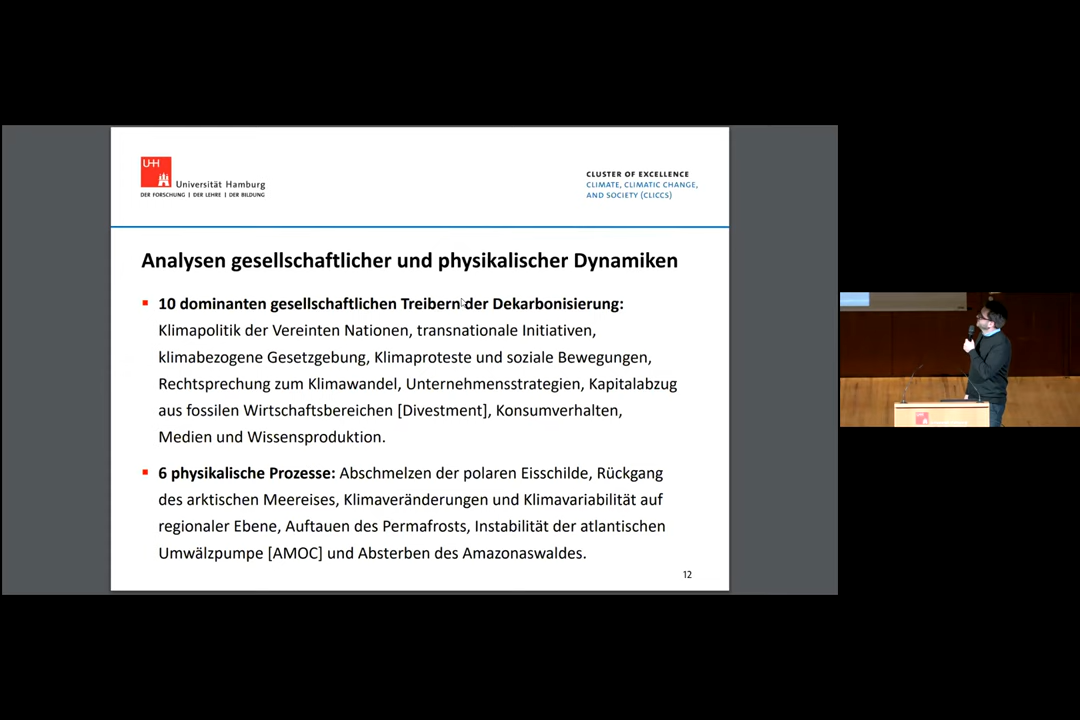 UHH
Universität Hamburg
DER FORSCHUNG | DER LEHRE | DER BILDUNG
CLUSTER OF EXCELLENCE
CLIMATE, CLIMATIC CHANGE,
AND SOCIETY (CLICCS)
Analysen gesellschaftlicher und physikalischer Dynamiken
▪ 10 dominanten gesellschaftlichen Treibern der Dekarbonisierung:
Klimapolitik der Vereinten Nationen, transnationale Initiativen,
klimabezogene Gesetzgebung, Klimaproteste und soziale Bewegungen,
Rechtsprechung zum Klimawandel, Unternehmensstrategien, Kapitalabzug
aus fossilen Wirtschaftsbereichen [Divestment], Konsumverhalten,
Medien und Wissensproduktion.
▪ 6 physikalische Prozesse: Abschmelzen der polaren Eisschilde, Rückgang
des arktischen Meereises, Klimaveränderungen und Klimavariabilität auf
regionaler Ebene, Auftauen des Permafrosts, Instabilität der atlantischen
Umwälzpumpe [AMOC] und Absterben des Amazonaswaldes.
12